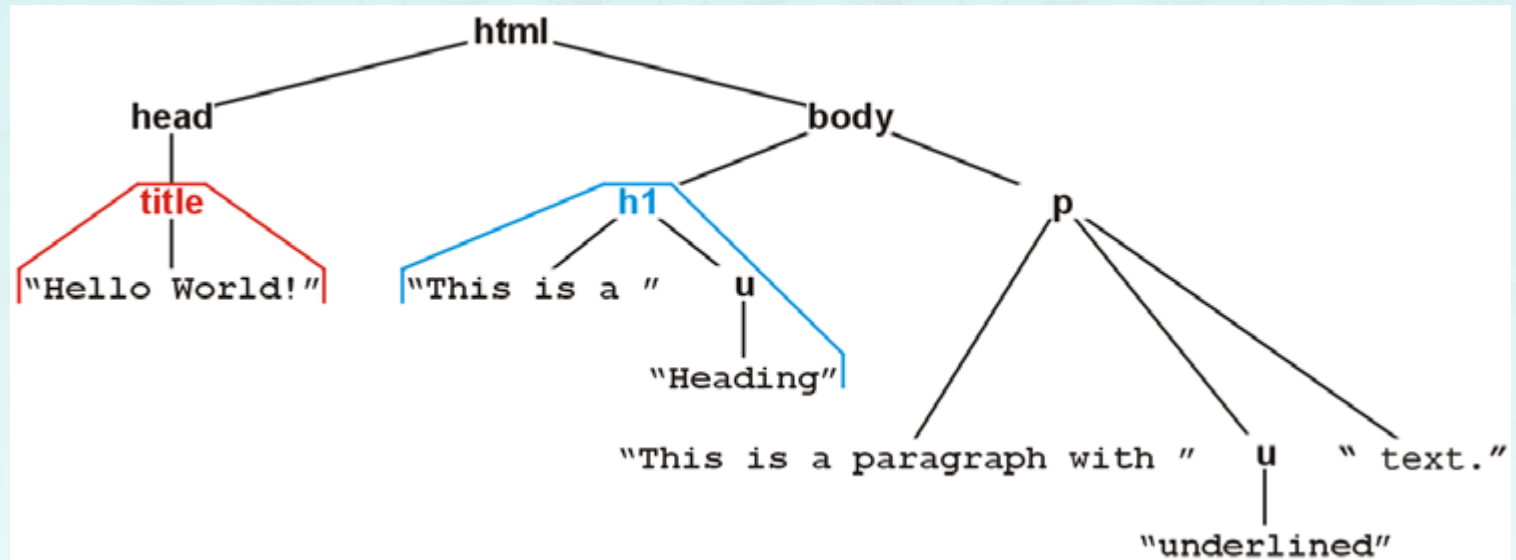 html
head body
title h1 p
“Hello World!” “This is a ” u
“Heading”
“This is a paragraph with ” u “ text.”
“underlined”